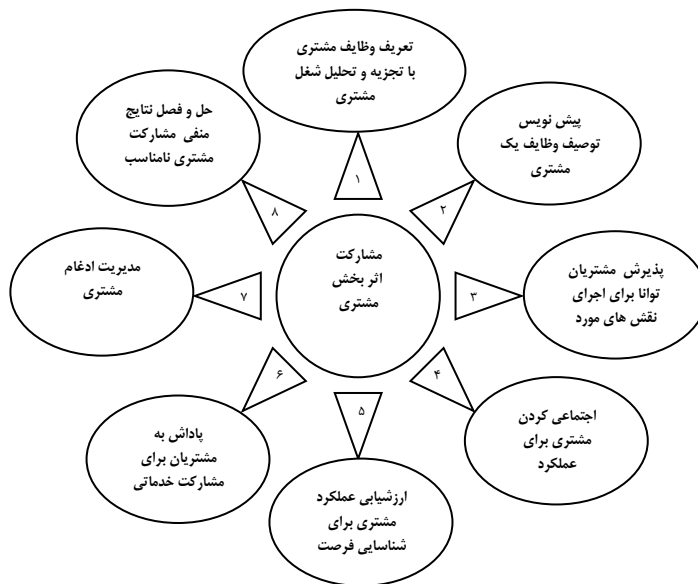 تعریف وظایف مشتری
با تجزیه و تحلیل شغل
مشتری
۱
پیش نویس
توصیف وظایف یک
مشتری
۲
پذیرش مشتریان
توانا برای اجرای
نقش های مورد
۳
اجتماعی کردن
مشتری برای
عملکرد
۴
ارزشیابی عملکرد
مشتری برای
شناسایی فرصت
۵
پاداش به
مشتریان برای
مشارکت خدماتی
۶
مدیریت ادغام
مشتری
۷
حل و فصل نتایج
منفی مشارکت
مشتری نامناسب
۸
مشارکت
اثر بخش
مشتری